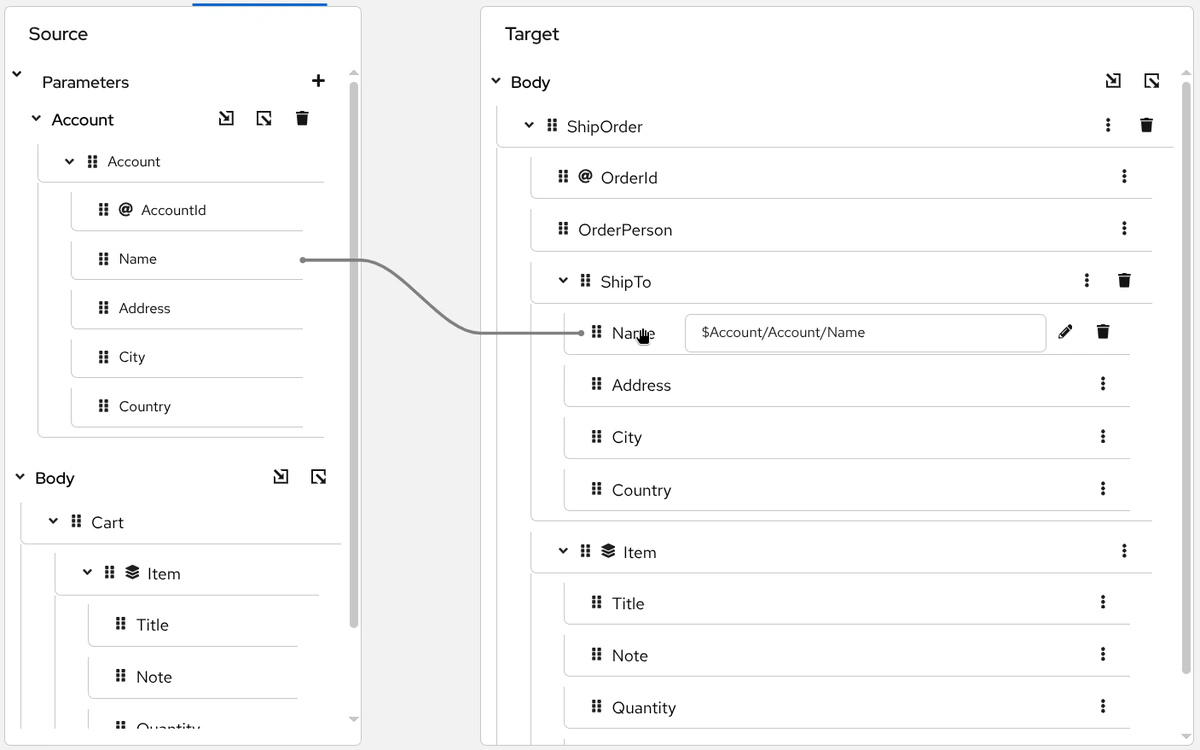 Source
Parameters
Account
Account
@ AccountId
Name
Address
City
Country
Body
Cart
Item
Title
Note
Quantity
Target
Body
ShipOrder
@ OrderId
OrderPerson
ShipTo
Name
$Account/Account/Name
Address
City
Country
Item
Title
Note
Quantity